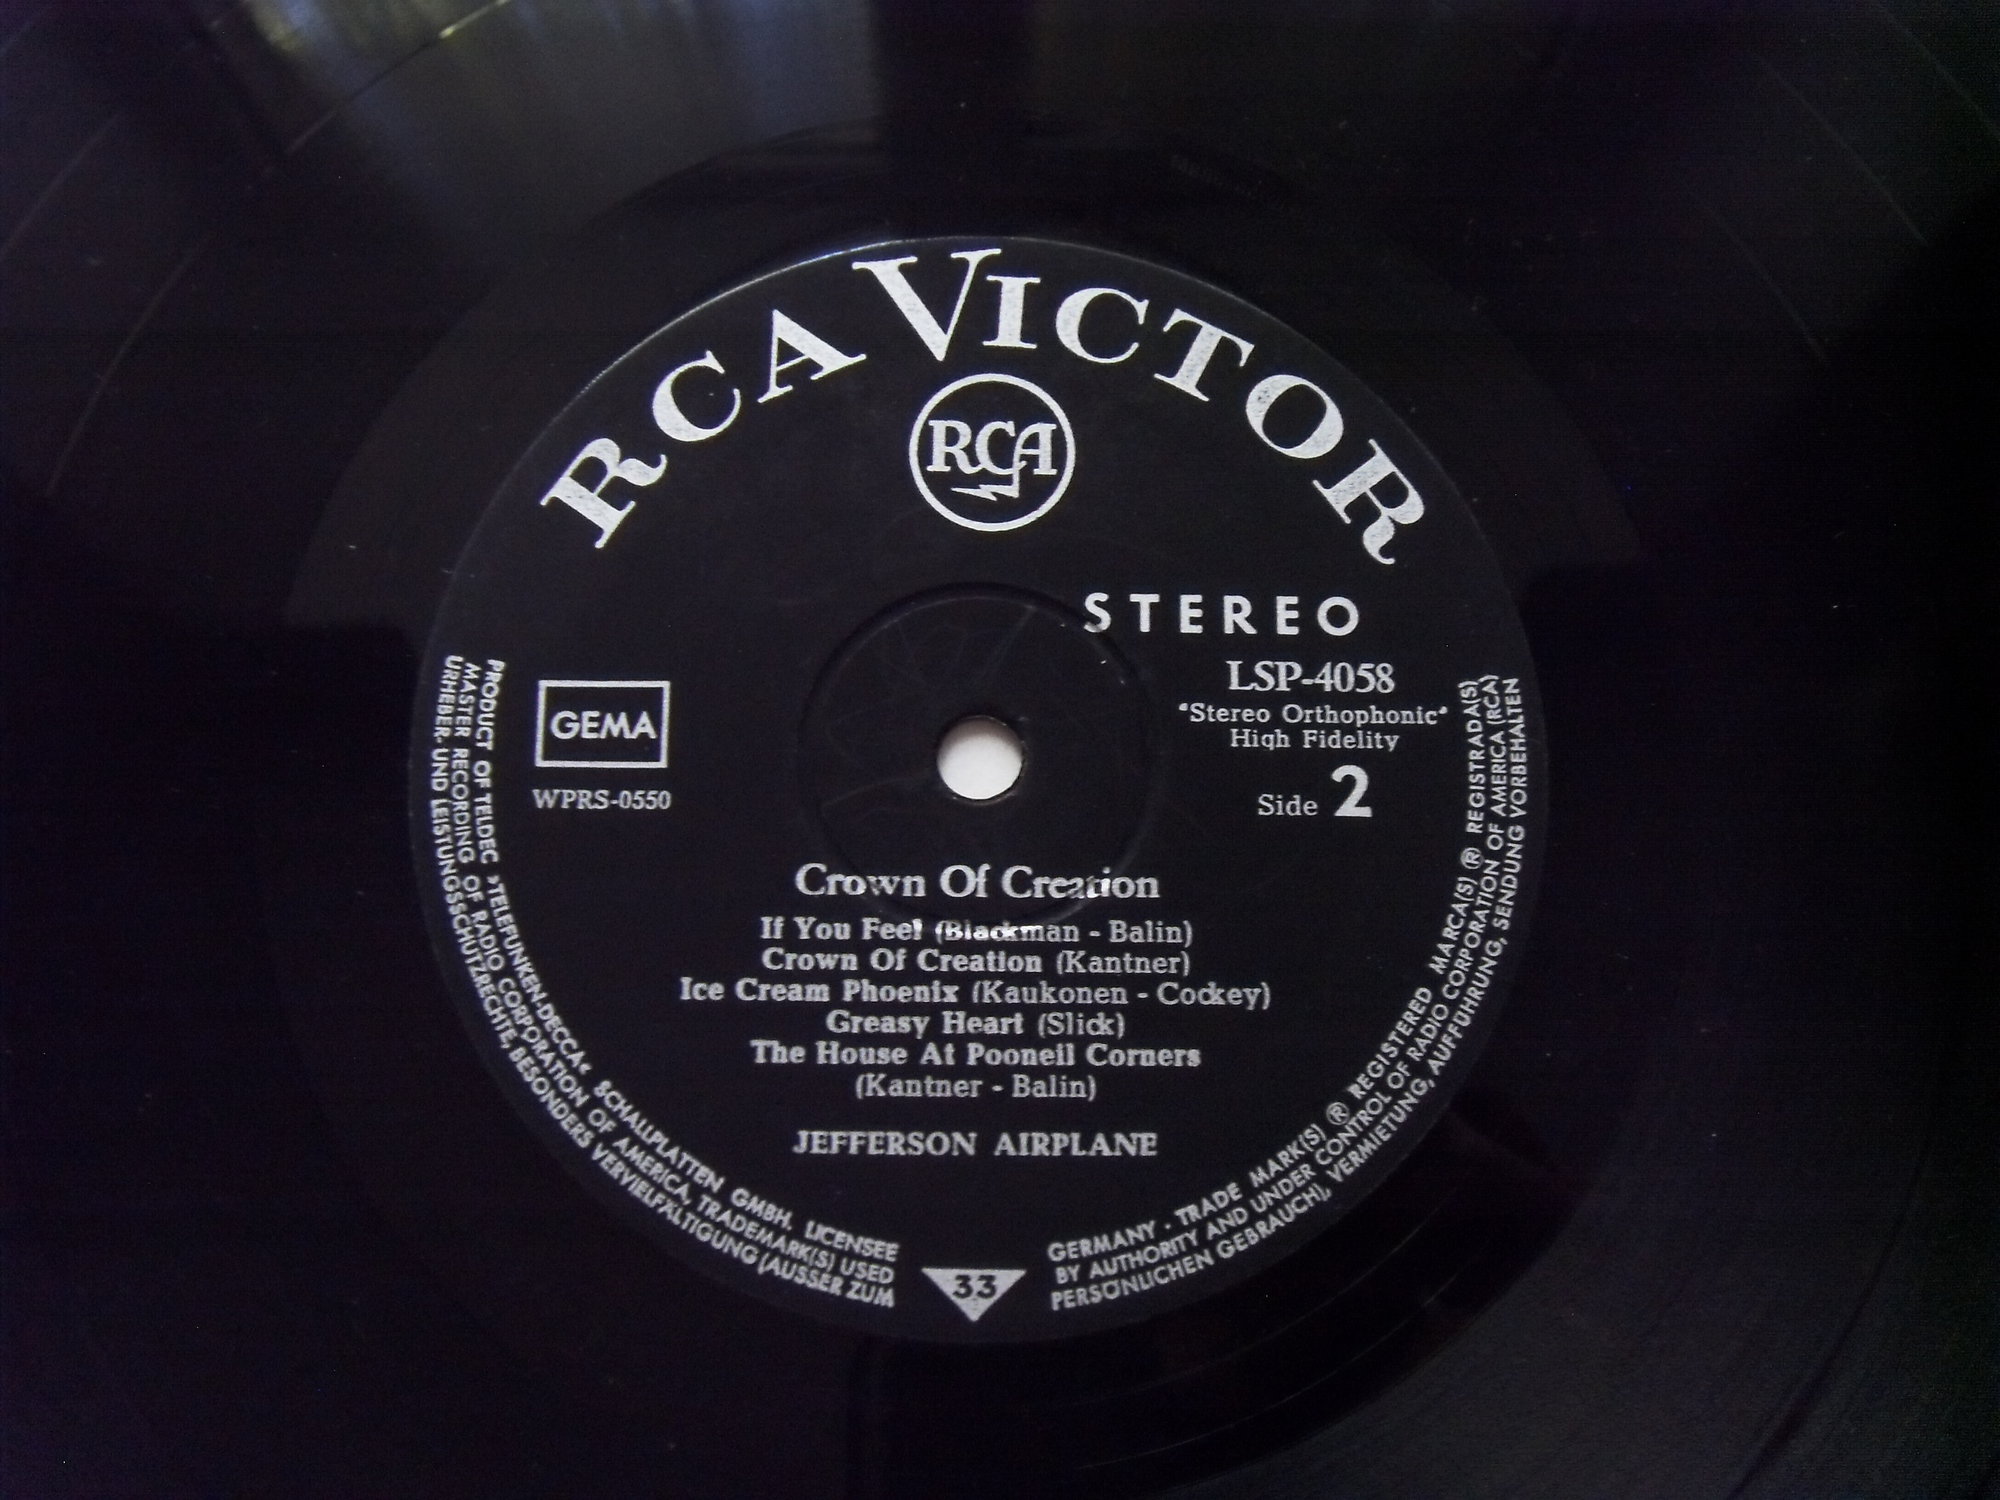 RCA VICTOR
RCA
STEREO
LSP-4058
"Stereo Orthophonic"
High Fidelity
Side 2
GEMA
WPRS-0550
Crown Of Creation
If You Feel (Blackman - Balin)
Crown Of Creation (Kantner)
Ice Cream Phoenix (Kaukonen - Cockey)
Greasy Heart (Slick)
The House At Pooneil Corners
(Kantner - Balin)
JEFFERSON AIRPLANE
PRODUCT OF TELDEC »TELEFUNKEN-DECCA« SCHALLPLATTEN GMBH. LICENSEE
MASTER RECORDING OF RADIO CORPORATION OF AMERICA, TRADEMARK(S) USED
URHEBER- UND LEISTUNGSSCHUTZRECHTE, BESONDERS VERVIELFÄLTIGUNG (AUSSER ZUM
33
GERMANY · TRADE MARK(S) ® REGISTERED MARCA(S) ® REGISTRADA(S)
BY AUTHORITY AND UNDER CONTROL OF RADIO CORPORATION OF AMERICA (RCA)
PERSÖNLICHEN GEBRAUCH), VERMIETUNG, AUFFÜHRUNG, SENDUNG VORBEHALTEN